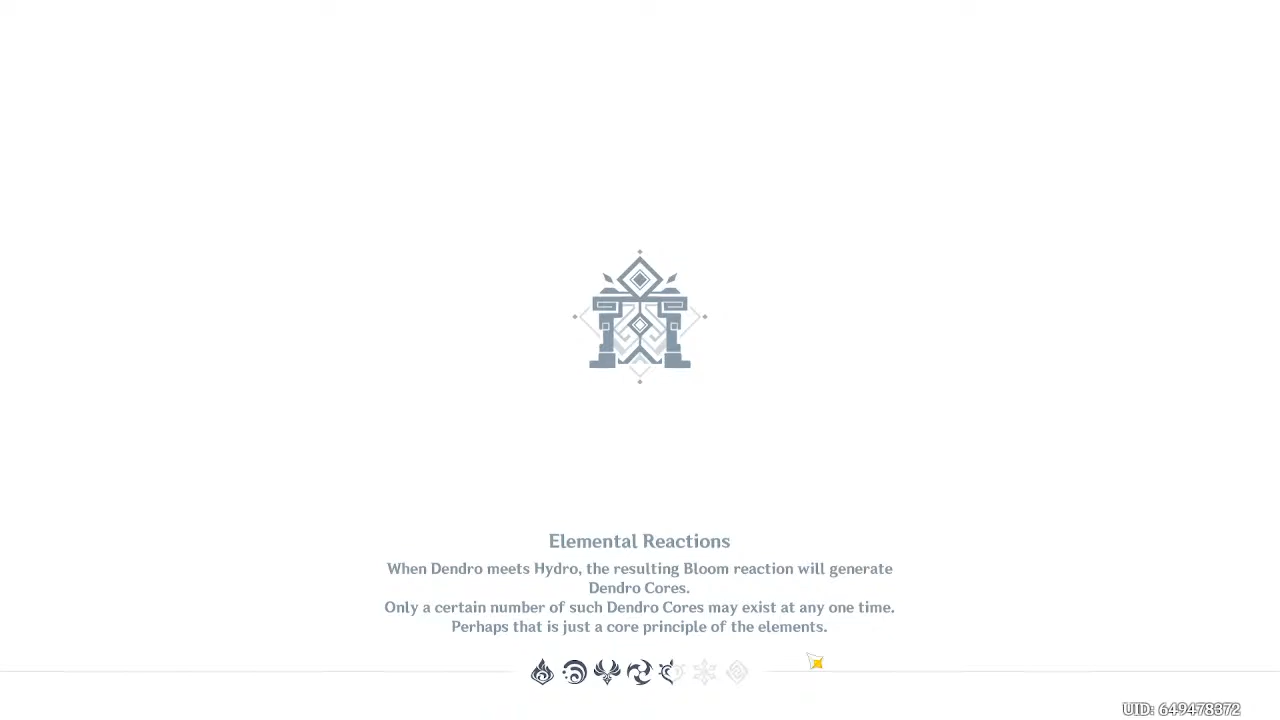 Elemental Reactions
When Dendro meets Hydro, the resulting Bloom reaction will generate
Dendro Cores.
Only a certain number of such Dendro Cores may exist at any one time.
Perhaps that is just a core principle of the elements.
UID: 649478372